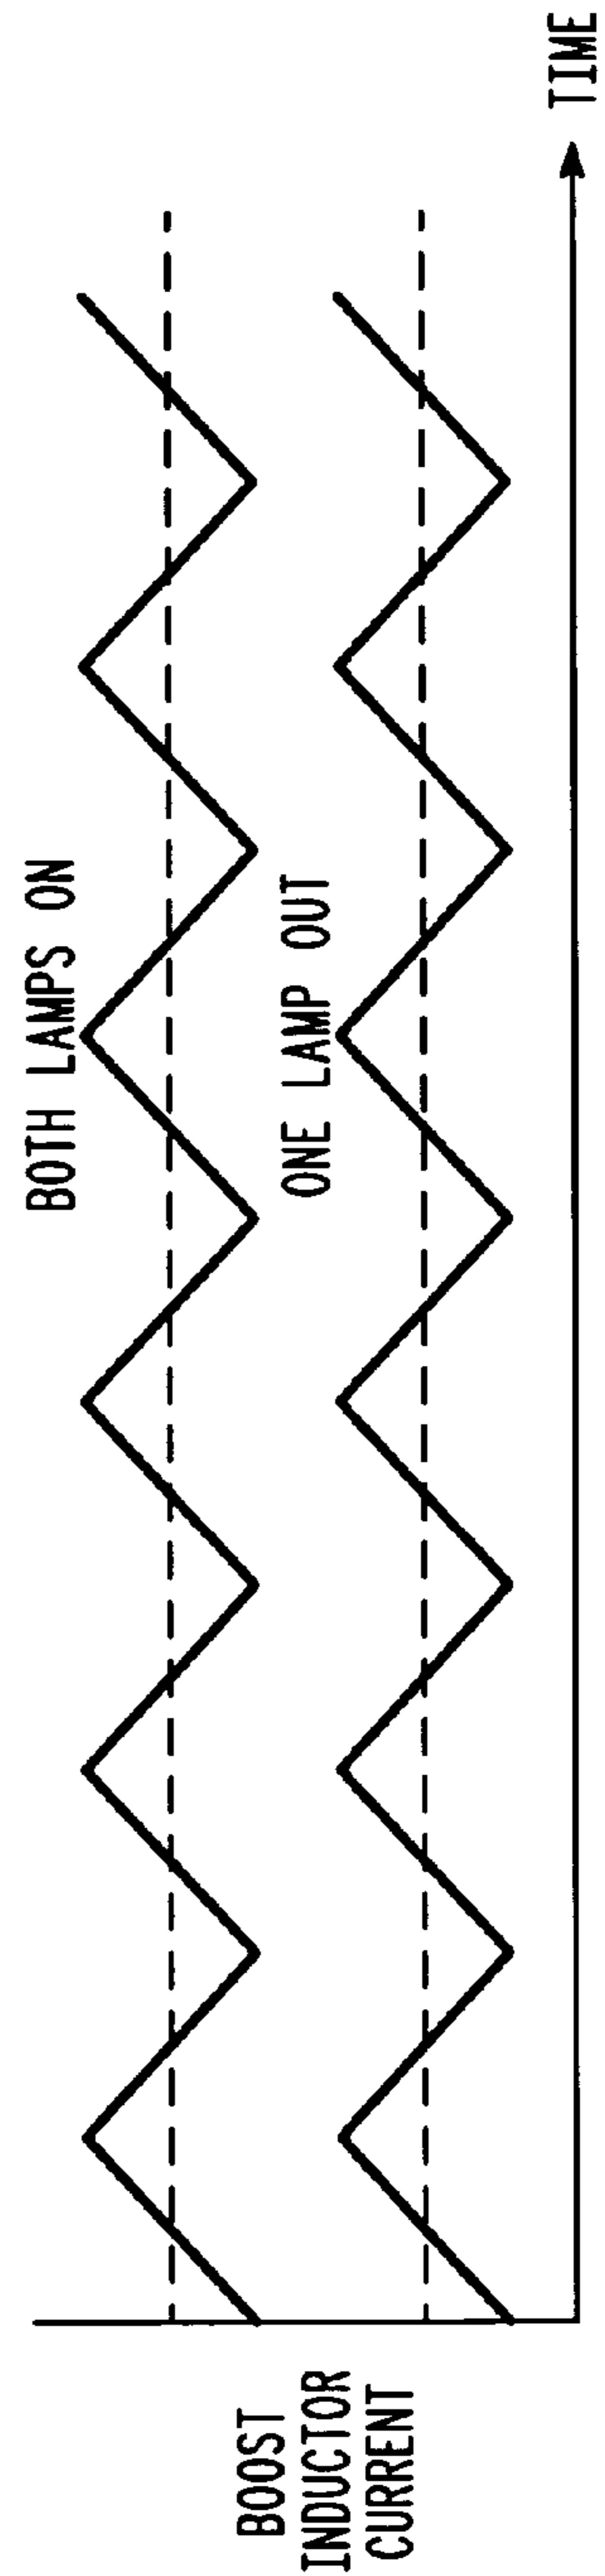 BOTH LAMPS ON
ONE LAMP OUT
BOOST
INDUCTOR
CURRENT
TIME